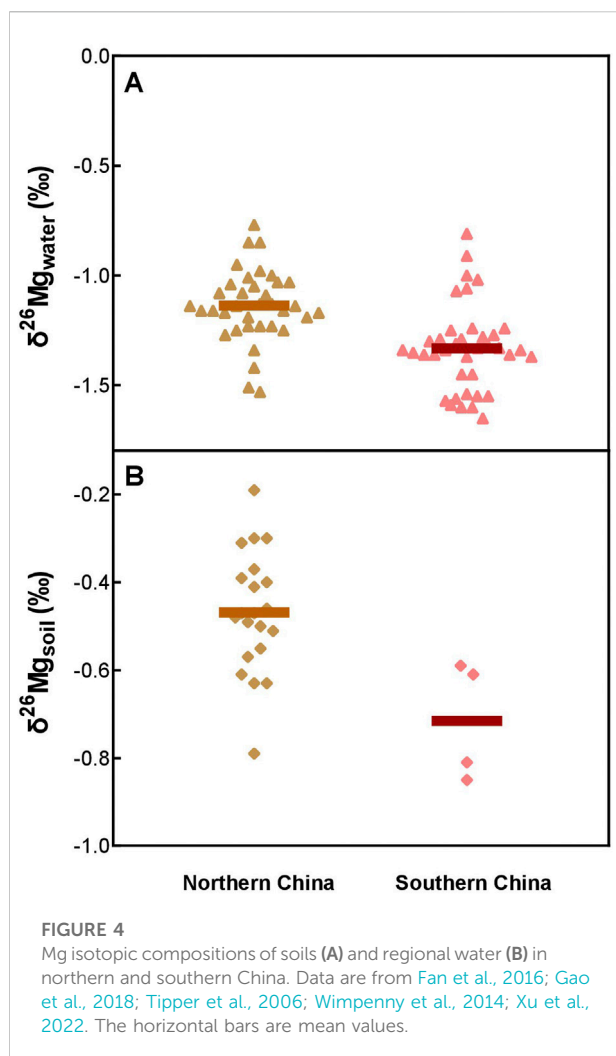 A
0.0
-0.5
-1.0
-1.5
δ26Mgwater (‰)
B
-0.2
-0.4
-0.6
-0.8
-1.0
δ26Mgsoil (‰)
Northern China Southern China
FIGURE 4
Mg isotopic compositions of soils (A) and regional water (B) in
northern and southern China. Data are from Fan et al., 2016; Gao
et al., 2018; Tipper et al., 2006; Wimpenny et al., 2014; Xu et al.,
2022. The horizontal bars are mean values.